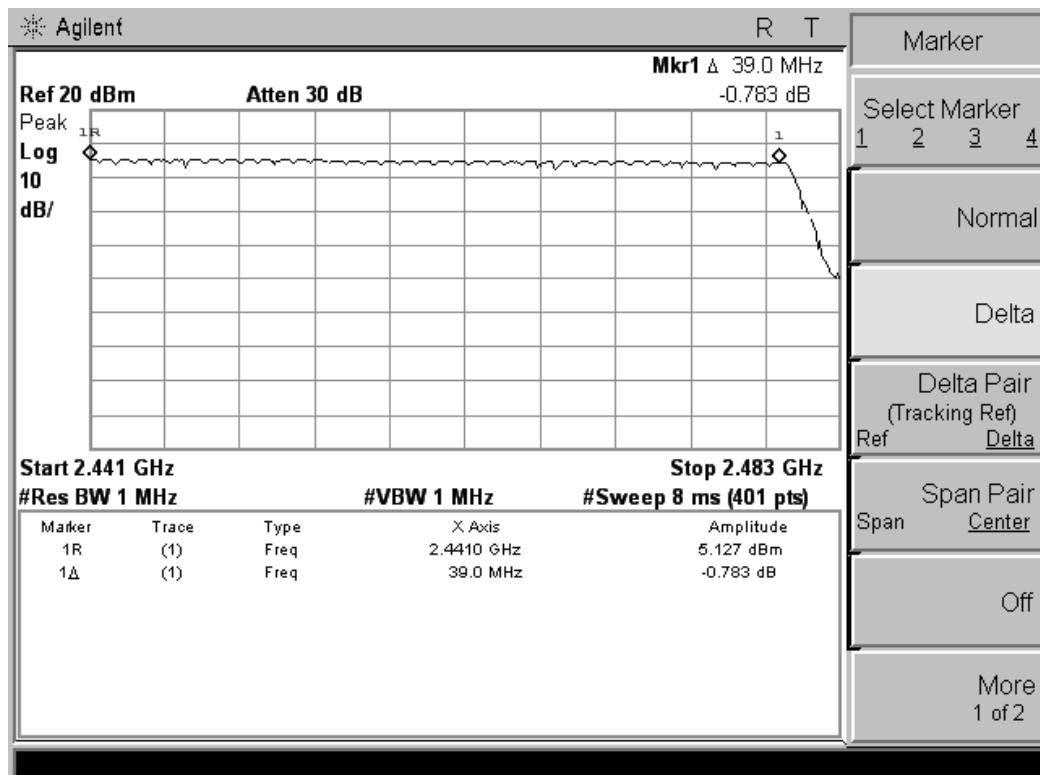 Agilent
R T
Mkr1 Δ 39.0 MHz
Ref 20 dBm
Atten 30 dB
-0.783 dB
Peak
Log
10
dB/
1R
1
Start 2.441 GHz
Stop 2.483 GHz
#Res BW 1 MHz
#VBW 1 MHz
#Sweep 8 ms (401 pts)
Marker Trace Type X Axis Amplitude
1R (1) Freq 2.4410 GHz 5.127 dBm
1Δ (1) Freq 39.0 MHz -0.783 dB
Marker
Select Marker
1 2 3 4
Normal
Delta
Delta Pair
(Tracking Ref)
Ref Delta
Span Pair
Span Center
Off
More
1 of 2